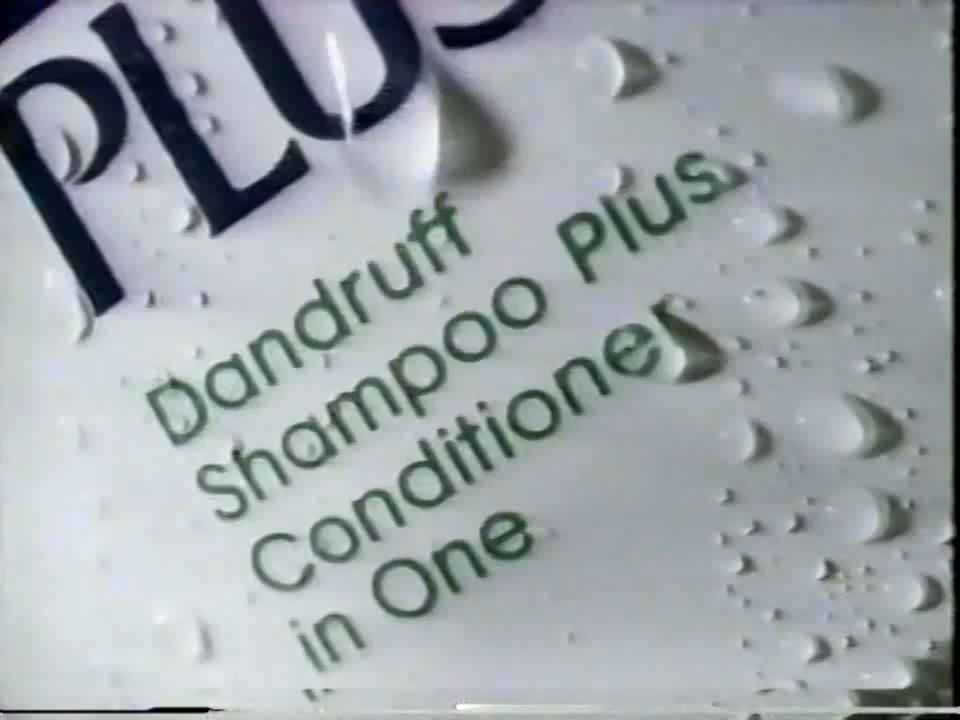 PLUS
Dandruff
Shampoo Plus
Conditioner
in One